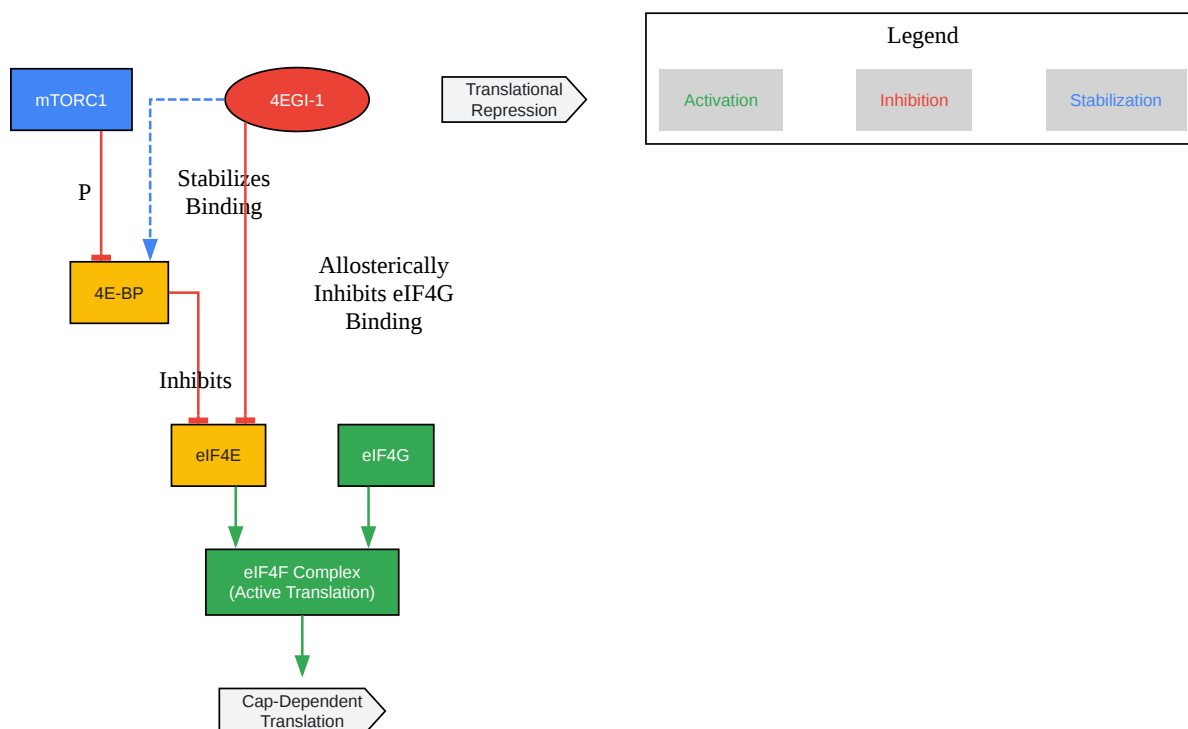 Legend
mTORC1
4EGI-1
Translational
Repression
Activation
Inhibition
Stabilization
P
Stabilizes
Binding
Allosterically
Inhibits eIF4G
Binding
4E-BP
Inhibits
eIF4E
eIF4G
eIF4F Complex
(Active Translation)
Cap-Dependent
Translation